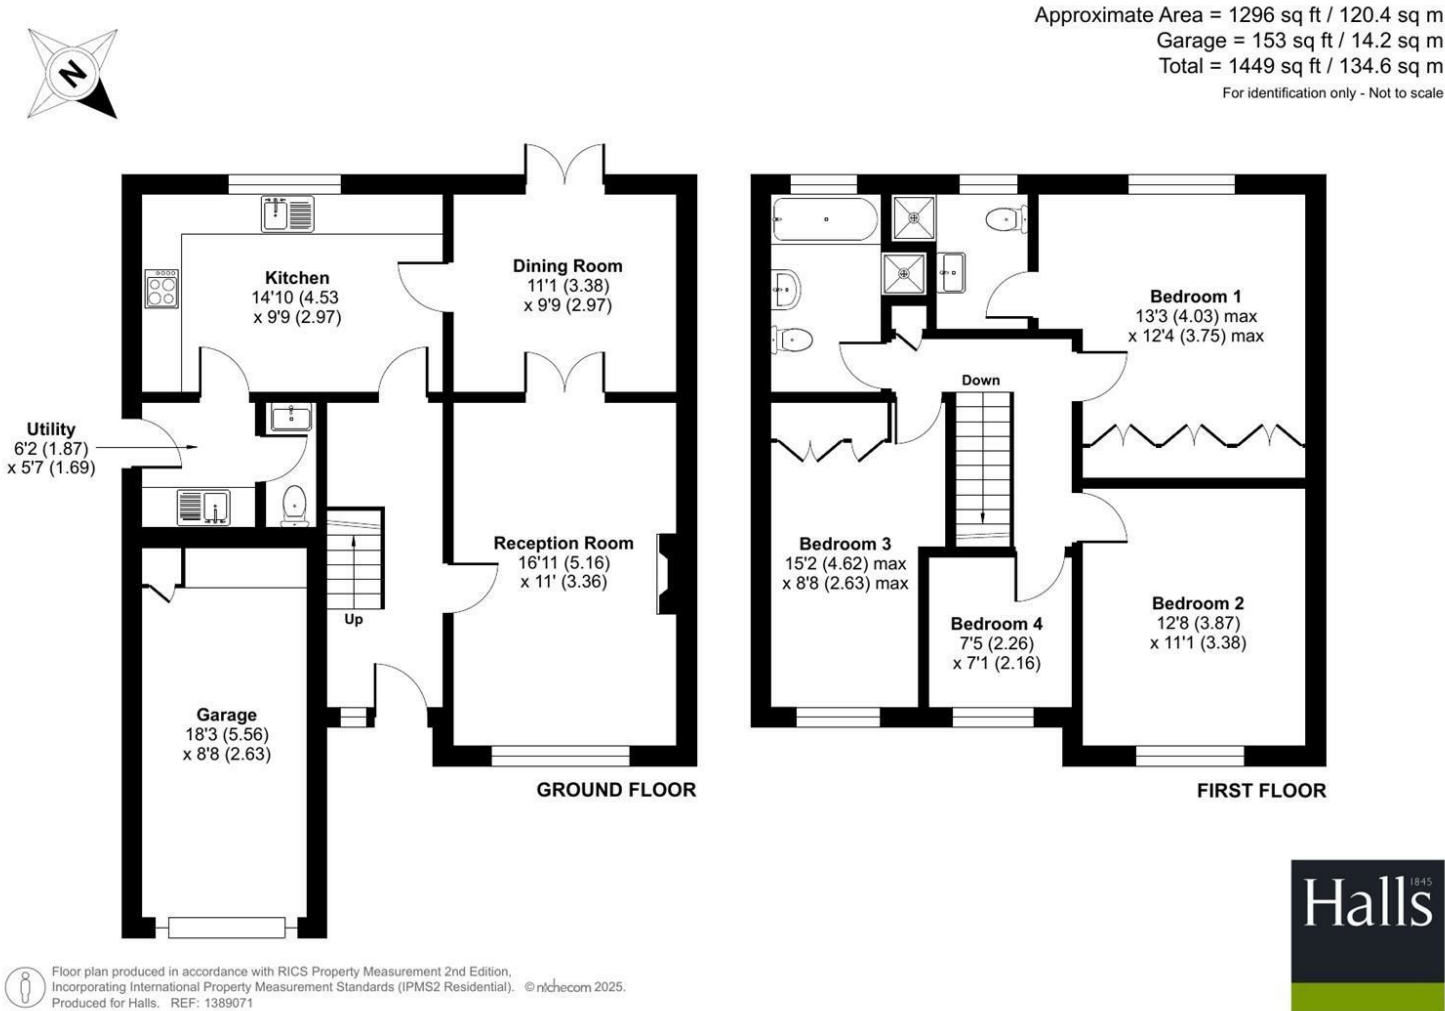 Approximate Area = 1296 sq ft / 120.4 sq m
Garage = 153 sq ft / 14.2 sq m
Total = 1449 sq ft / 134.6 sq m
For identification only - Not to scale
N
Kitchen
14'10 (4.53
x 9'9 (2.97)
Dining Room
11'1 (3.38)
x 9'9 (2.97)
Utility
6'2 (1.87)
x 5'7 (1.69)
Reception Room
16'11 (5.16)
x 11' (3.36)
Up
Garage
18'3 (5.56)
x 8'8 (2.63)
GROUND FLOOR
Bedroom 1
13'3 (4.03) max
x 12'4 (3.75) max
Down
Bedroom 3
15'2 (4.62) max
x 8'8 (2.63) max
Bedroom 4
7'5 (2.26)
x 7'1 (2.16)
Bedroom 2
12'8 (3.87)
x 11'1 (3.38)
FIRST FLOOR
Halls 1845
Floor plan produced in accordance with RICS Property Measurement 2nd Edition,
Incorporating International Property Measurement Standards (IPMS2 Residential). © nichecom 2025.
Produced for Halls. REF: 1389071